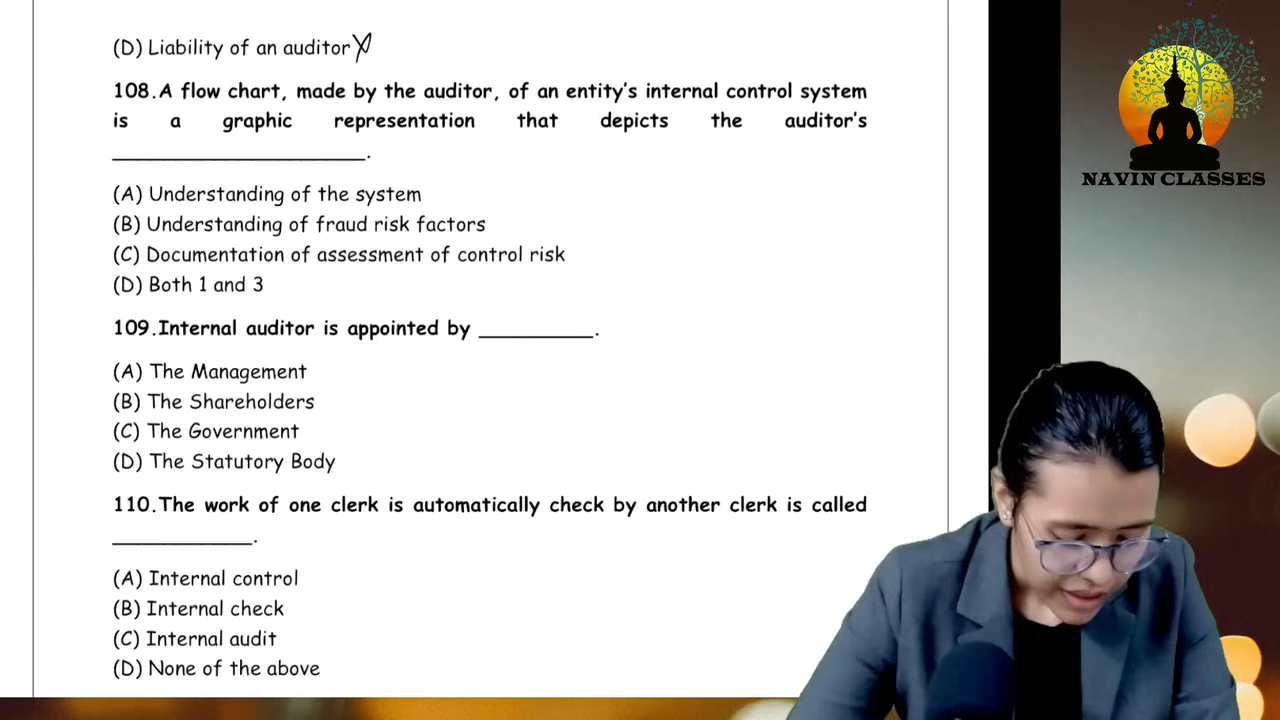 (D) Liability of an auditor
108.A flow chart, made by the auditor, of an entity's internal control system
is a graphic representation that depicts the auditor's
____________________.
(A) Understanding of the system
(B) Understanding of fraud risk factors
(C) Documentation of assessment of control risk
(D) Both 1 and 3
109.Internal auditor is appointed by _________.
(A) The Management
(B) The Shareholders
(C) The Government
(D) The Statutory Body
110.The work of one clerk is automatically check by another clerk is called
___________.
(A) Internal control
(B) Internal check
(C) Internal audit
(D) None of the above
NAVIN CLASSES